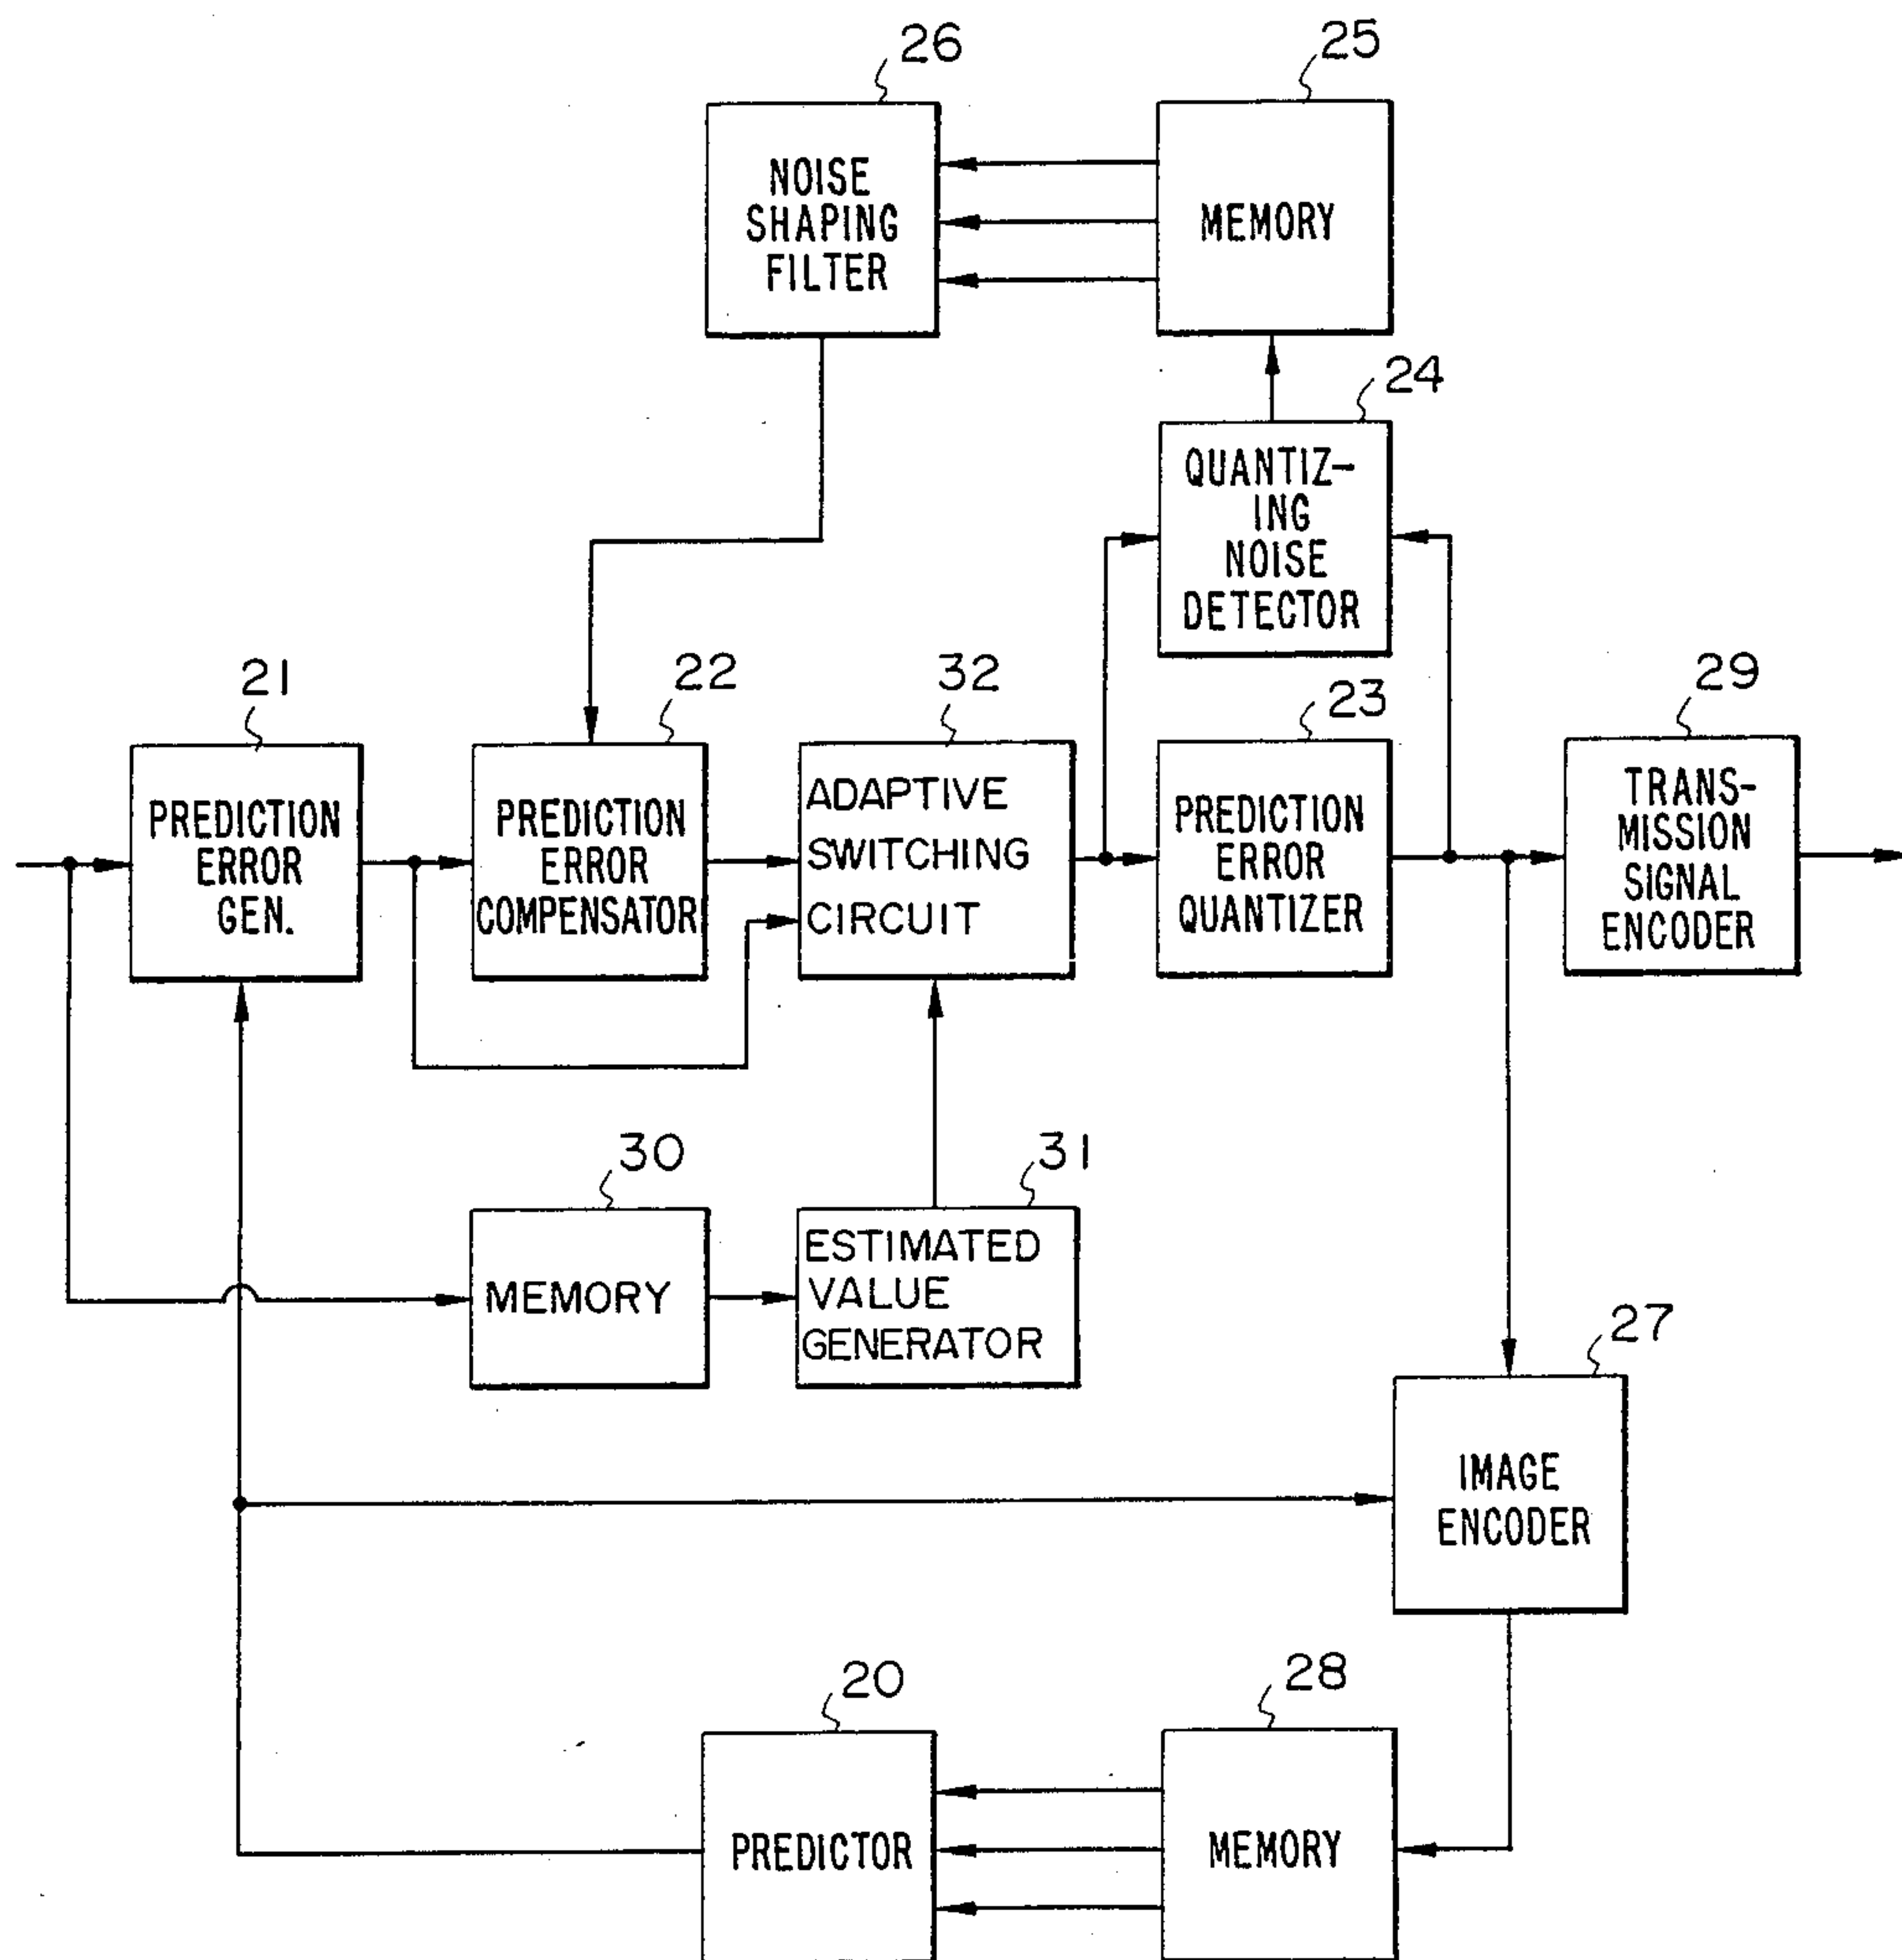 26
25
NOISE
SHAPING
FILTER
MEMORY
24
QUANTIZ-
ING
NOISE
DETECTOR
21
22
32
23
29
PREDICTION
ERROR
GEN.
PREDICTION
ERROR
COMPENSATOR
ADAPTIVE
SWITCHING
CIRCUIT
PREDICTION
ERROR
QUANTIZER
TRANS-
MISSION
SIGNAL
ENCODER
30
31
MEMORY
ESTIMATED
VALUE
GENERATOR
27
IMAGE
ENCODER
20
28
PREDICTOR
MEMORY